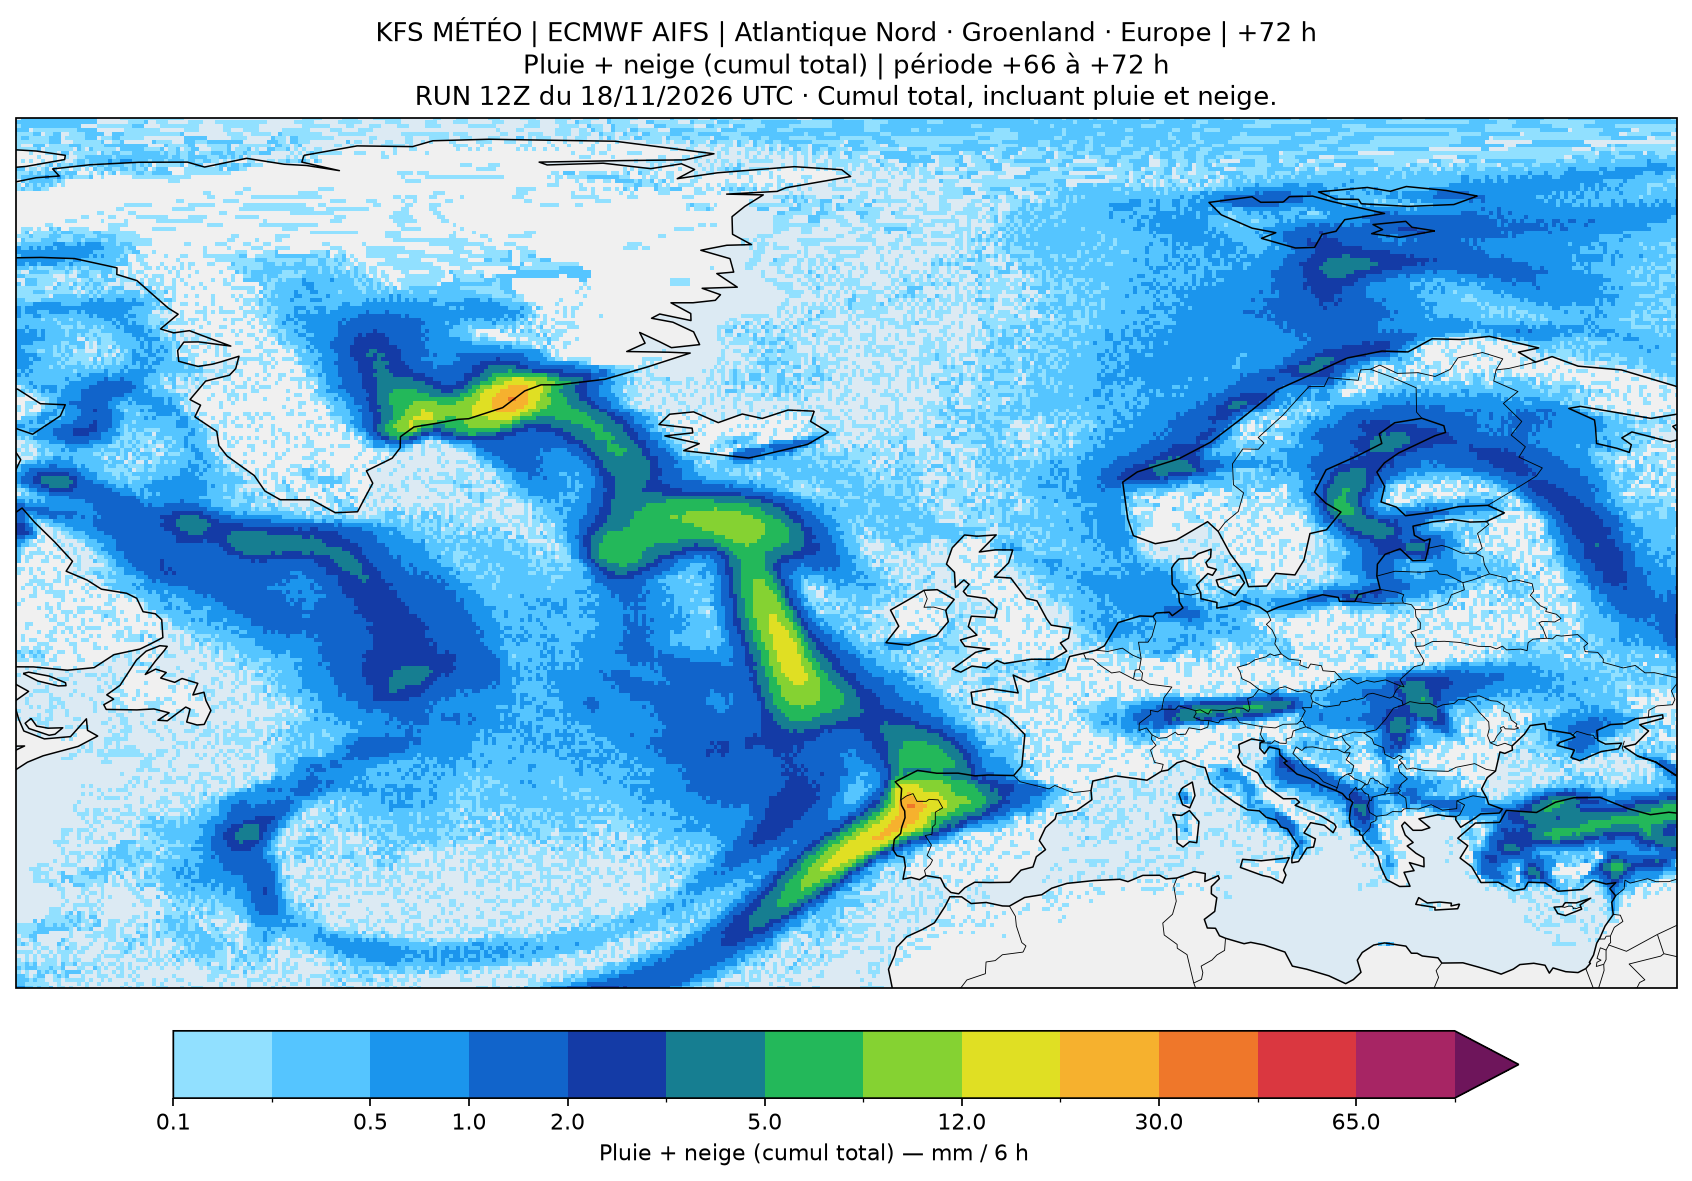 KFS MÉTÉO | ECMWF AIFS | Atlantique Nord · Groenland · Europe | +72 h
Pluie + neige (cumul total) | période +66 à +72 h
RUN 12Z du 18/11/2026 UTC · Cumul total, incluant pluie et neige.
0.1 0.5 1.0 2.0 5.0 12.0 30.0 65.0
Pluie + neige (cumul total) — mm / 6 h